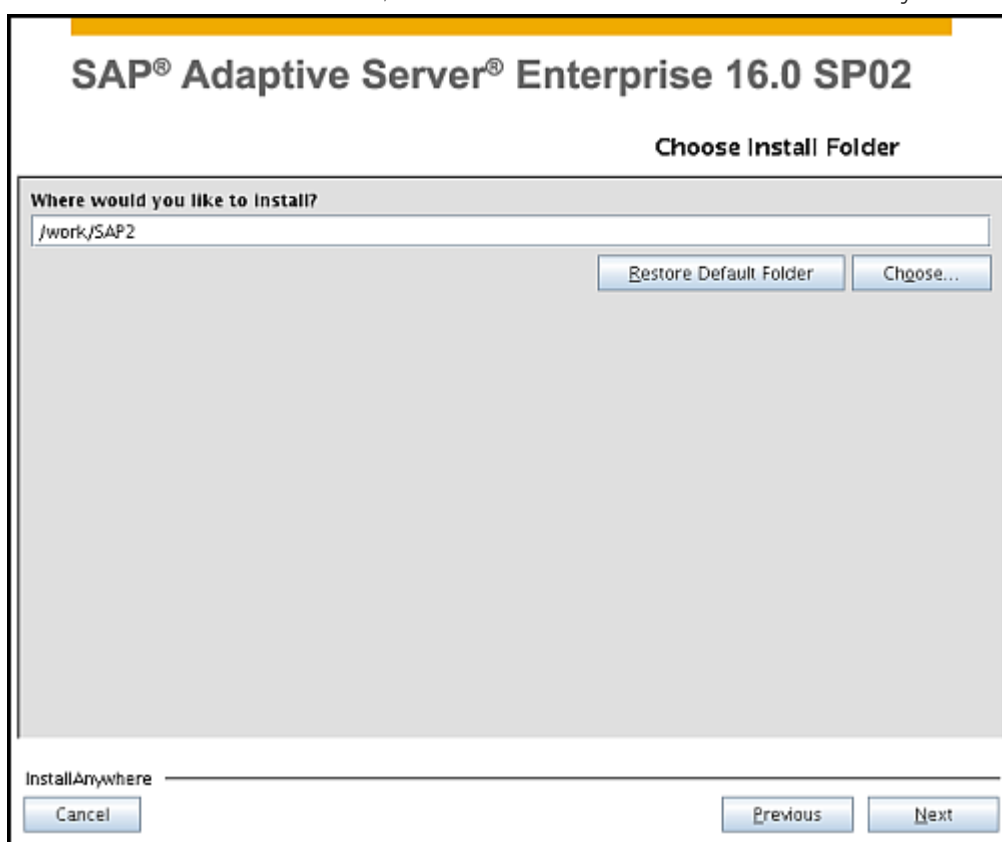 SAP® Adaptive Server® Enterprise 16.0 SP02
Choose Install Folder
Where would you like to Install?
/work/SAP2
Restore Default Folder
Choose...
InstallAnywhere
Cancel
Previous
Next